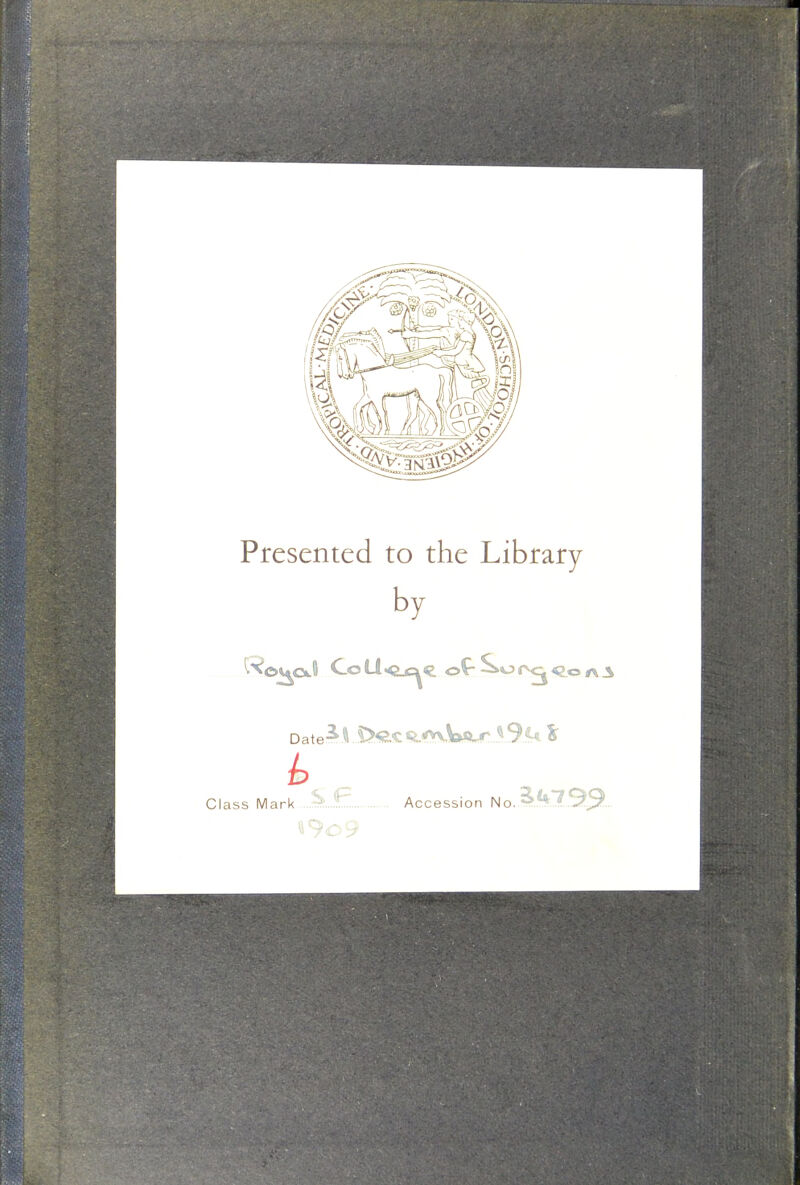 LONDON·SCHOOL·OF·HYGIENE·AND·TROPICAL·MEDICINE·
Presented to the Library
by
Royal College of Surgeons
Date 31 December 1948
b
Class Mark SF Accession No. 34799
1909